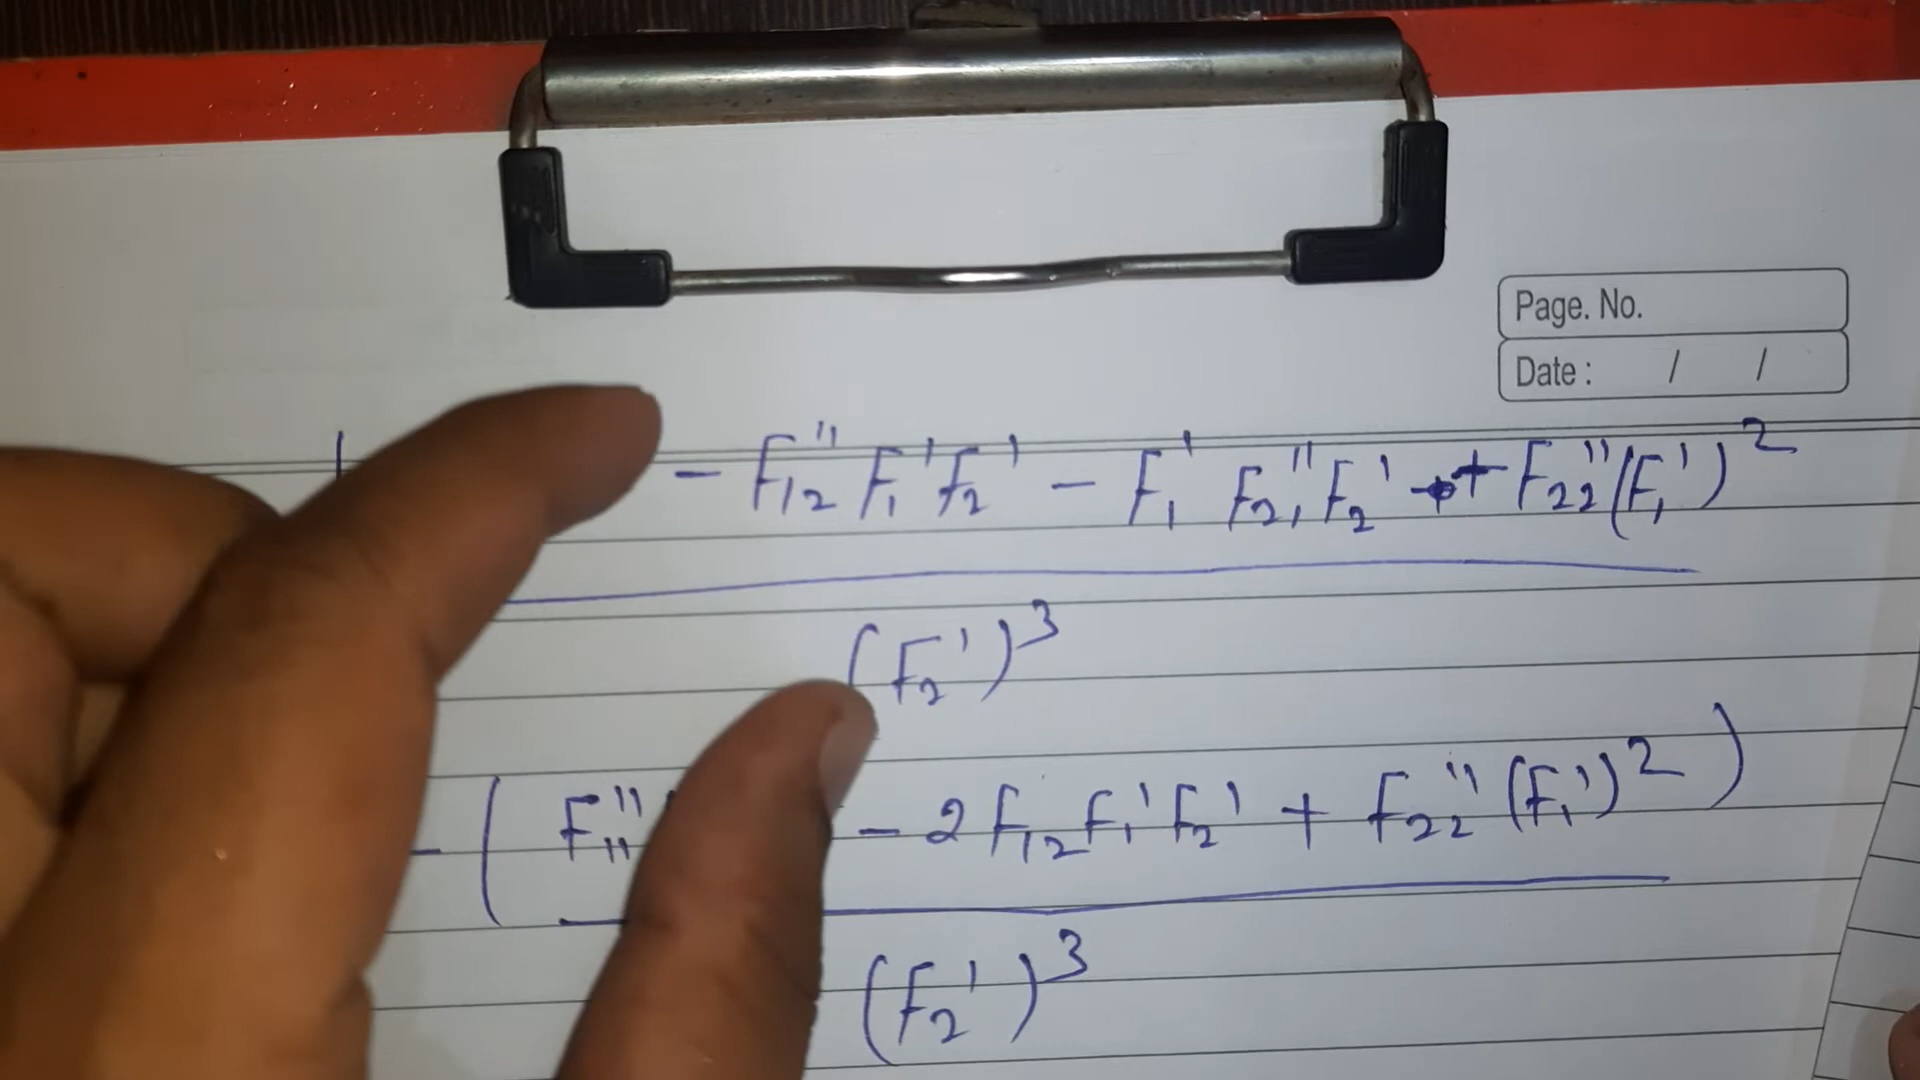 Page. No.
Date : / /
- F₁₂'' F₁' F₂' - F₁' F₂₁'' F₂' + F₂₂'' (F₁')²
(F₂')³
- ( F₁₁'' - 2 F₁₂ F₁' F₂' + F₂₂'' (F₁')² )
(F₂')³